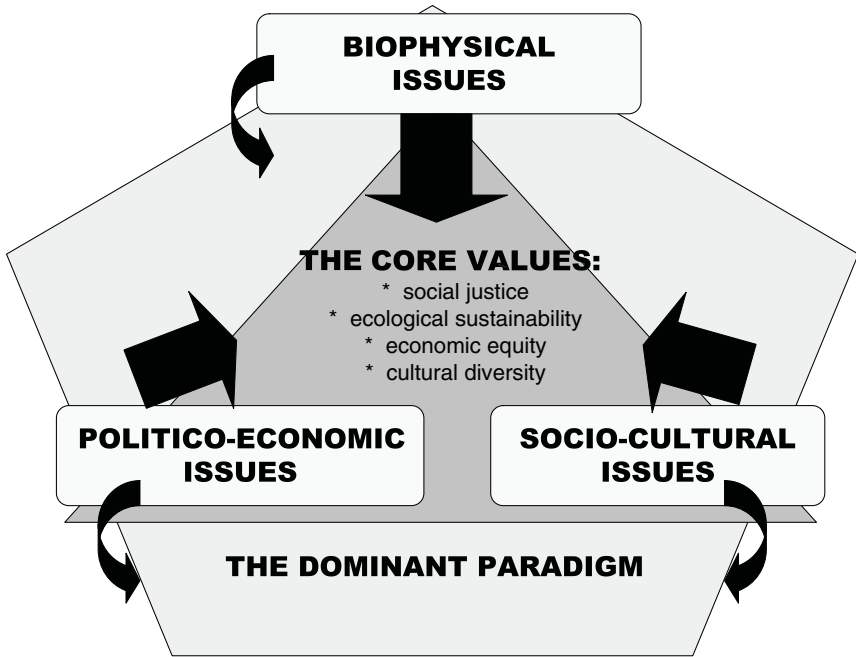 BIOPHYSICAL
ISSUES
THE CORE VALUES:
* social justice
* ecological sustainability
* economic equity
* cultural diversity
POLITICO-ECONOMIC
ISSUES
SOCIO-CULTURAL
ISSUES
THE DOMINANT PARADIGM